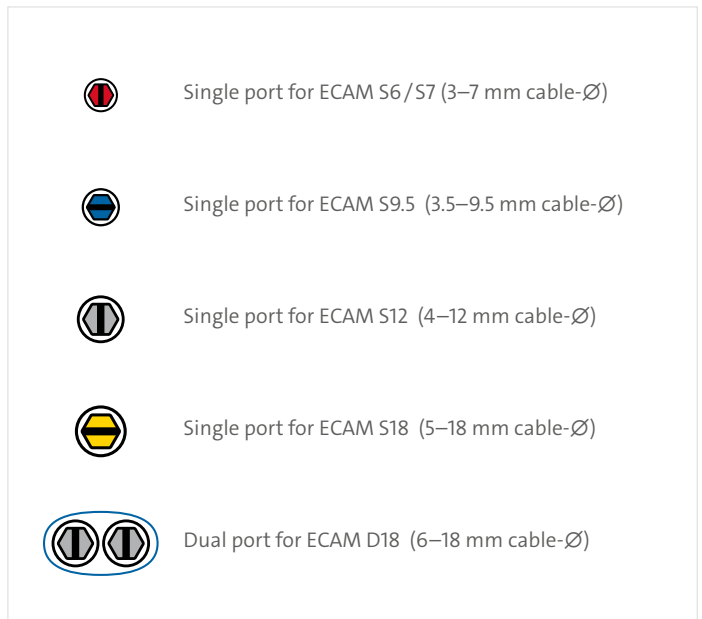 Single port for ECAM S6/S7 (3–7 mm cable-Ø)
Single port for ECAM S9.5 (3.5–9.5 mm cable-Ø)
Single port for ECAM S12 (4–12 mm cable-Ø)
Single port for ECAM S18 (5–18 mm cable-Ø)
Dual port for ECAM D18 (6–18 mm cable-Ø)